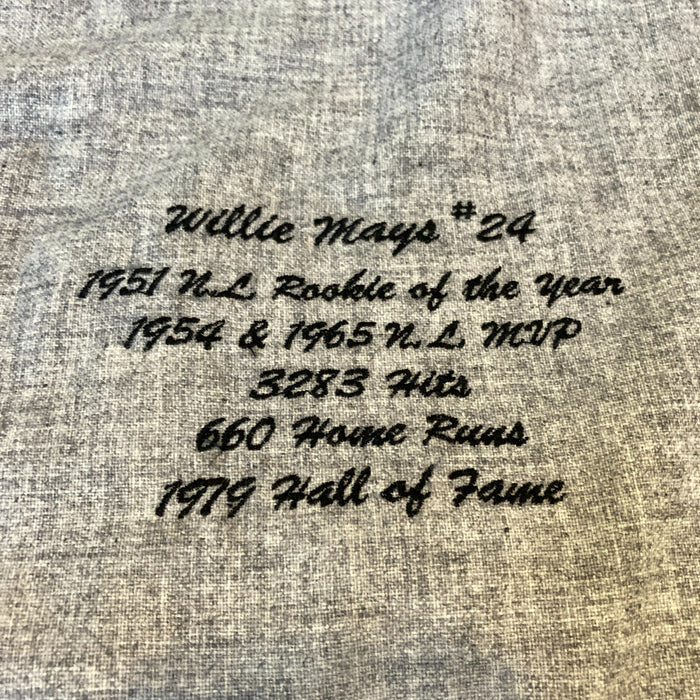 Willie Mays #24
1951 N.L. Rookie of the Year
1954 & 1965 N.L. MVP
3283 Hits
660 Home Runs
1979 Hall of Fame